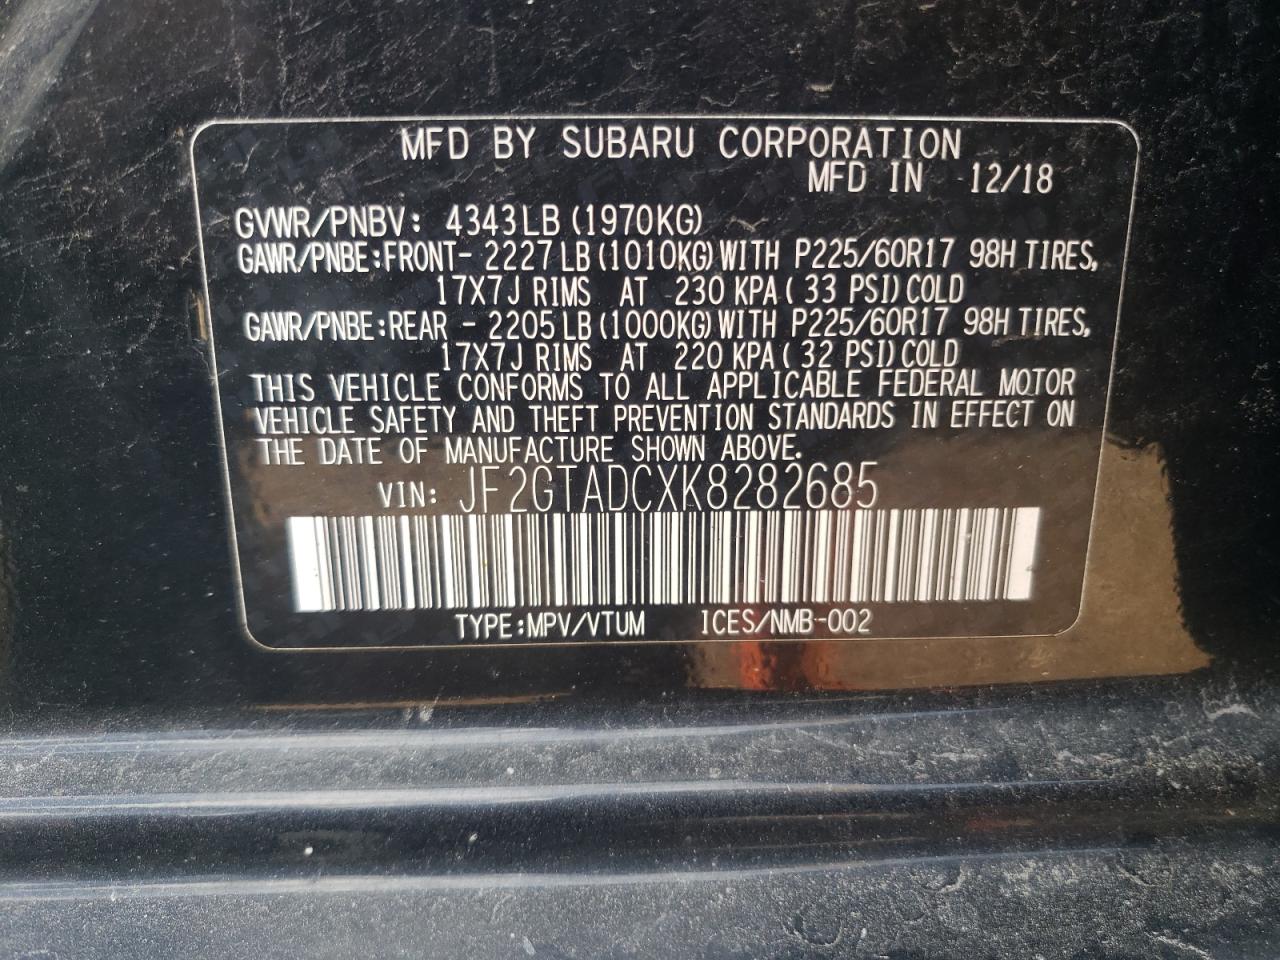 MFD BY SUBARU CORPORATION
MFD IN 12/18
GVWR/PNBV: 4343LB (1970KG)
GAWR/PNBE:FRONT- 2227LB (1010KG) WITH P225/60R17 98H TIRES,
17X7J RIMS AT 230 KPA ( 33 PSI) COLD
GAWR/PNBE:REAR - 2205LB (1000KG) WITH P225/60R17 98H TIRES,
17X7J RIMS AT 220 KPA ( 32 PSI) COLD
THIS VEHICLE CONFORMS TO ALL APPLICABLE FEDERAL MOTOR
VEHICLE SAFETY AND THEFT PREVENTION STANDARDS IN EFFECT ON
THE DATE OF MANUFACTURE SHOWN ABOVE.
VIN: JF2GTADCXK8282685
TYPE:MPV/VTUM ICES/NMB-002